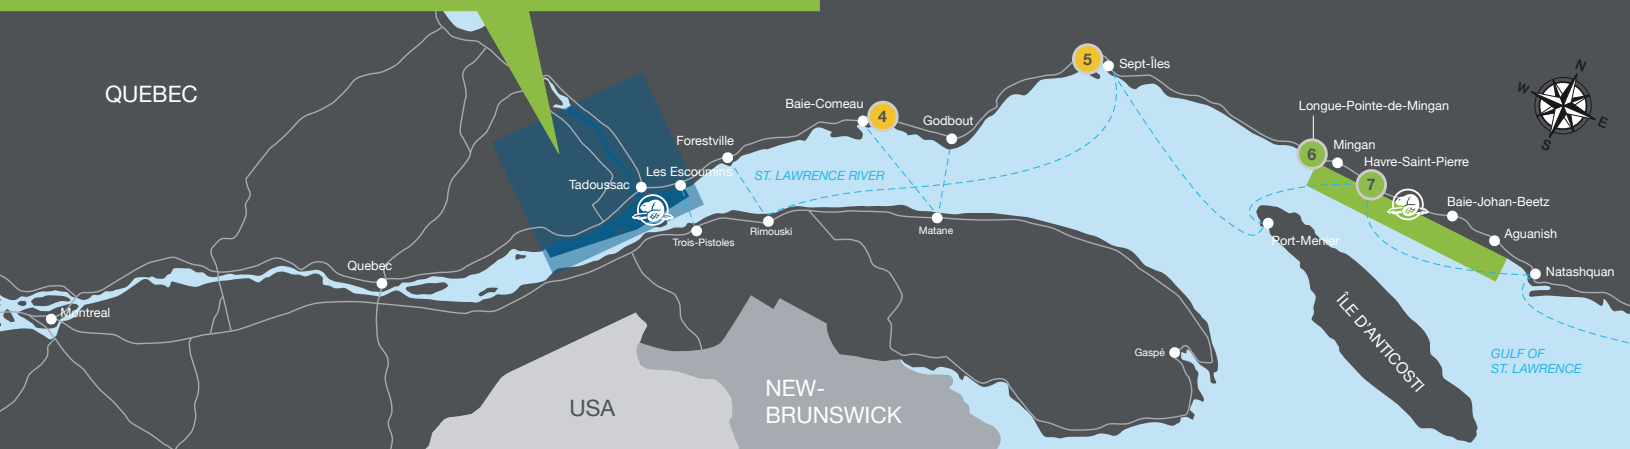 QUEBEC
Montreal
Quebec
Tadoussac
Les Escoumins
Forestville
Trois-Pistoles
Rimouski
Baie-Comeau
4
Godbout
Matane
ST. LAWRENCE RIVER
5
Sept-Îles
Longue-Pointe-de-Mingan
6
Mingan
Havre-Saint-Pierre
7
Baie-Johan-Beetz
Aguanish
Natashquan
Port-Menier
ÎLE D'ANTICOSTI
Gaspé
GULF OF
ST. LAWRENCE
USA
NEW-
BRUNSWICK
N
W
E
S